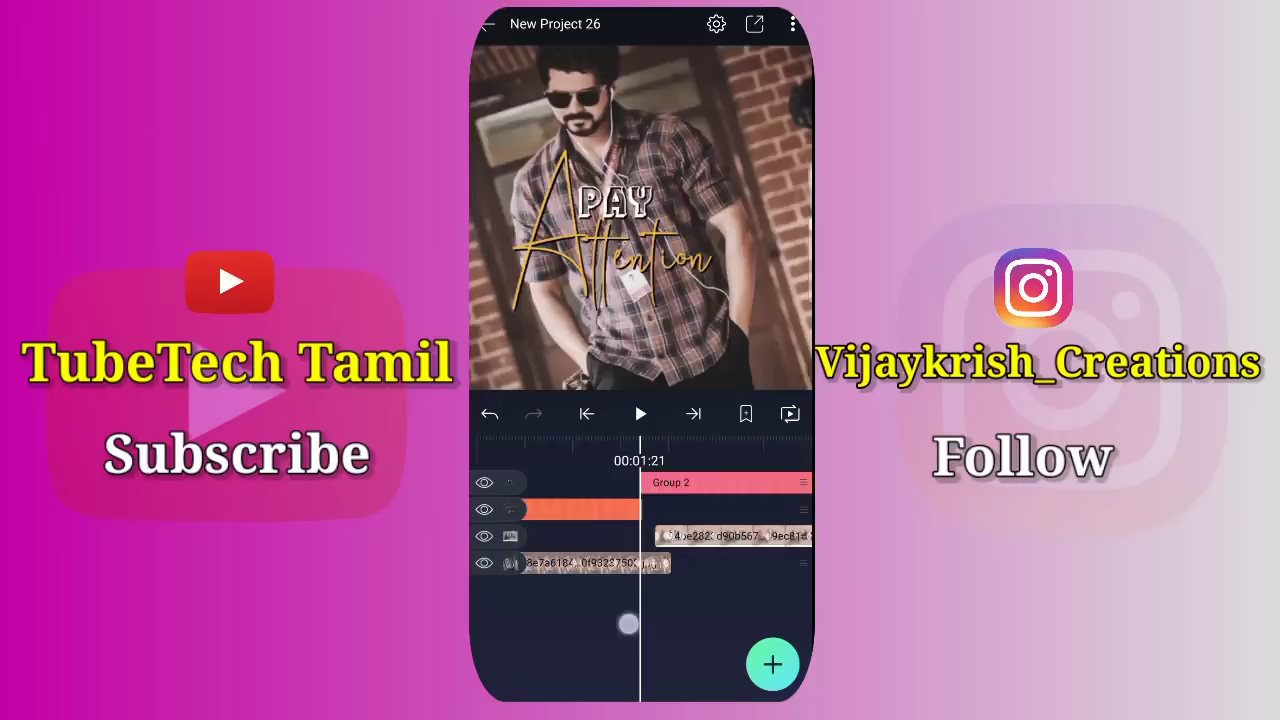 New Project 26
PAY
Attention
TubeTech Tamil
Subscribe
Vijaykrish_Creations
Follow
00:01:21
Group 2